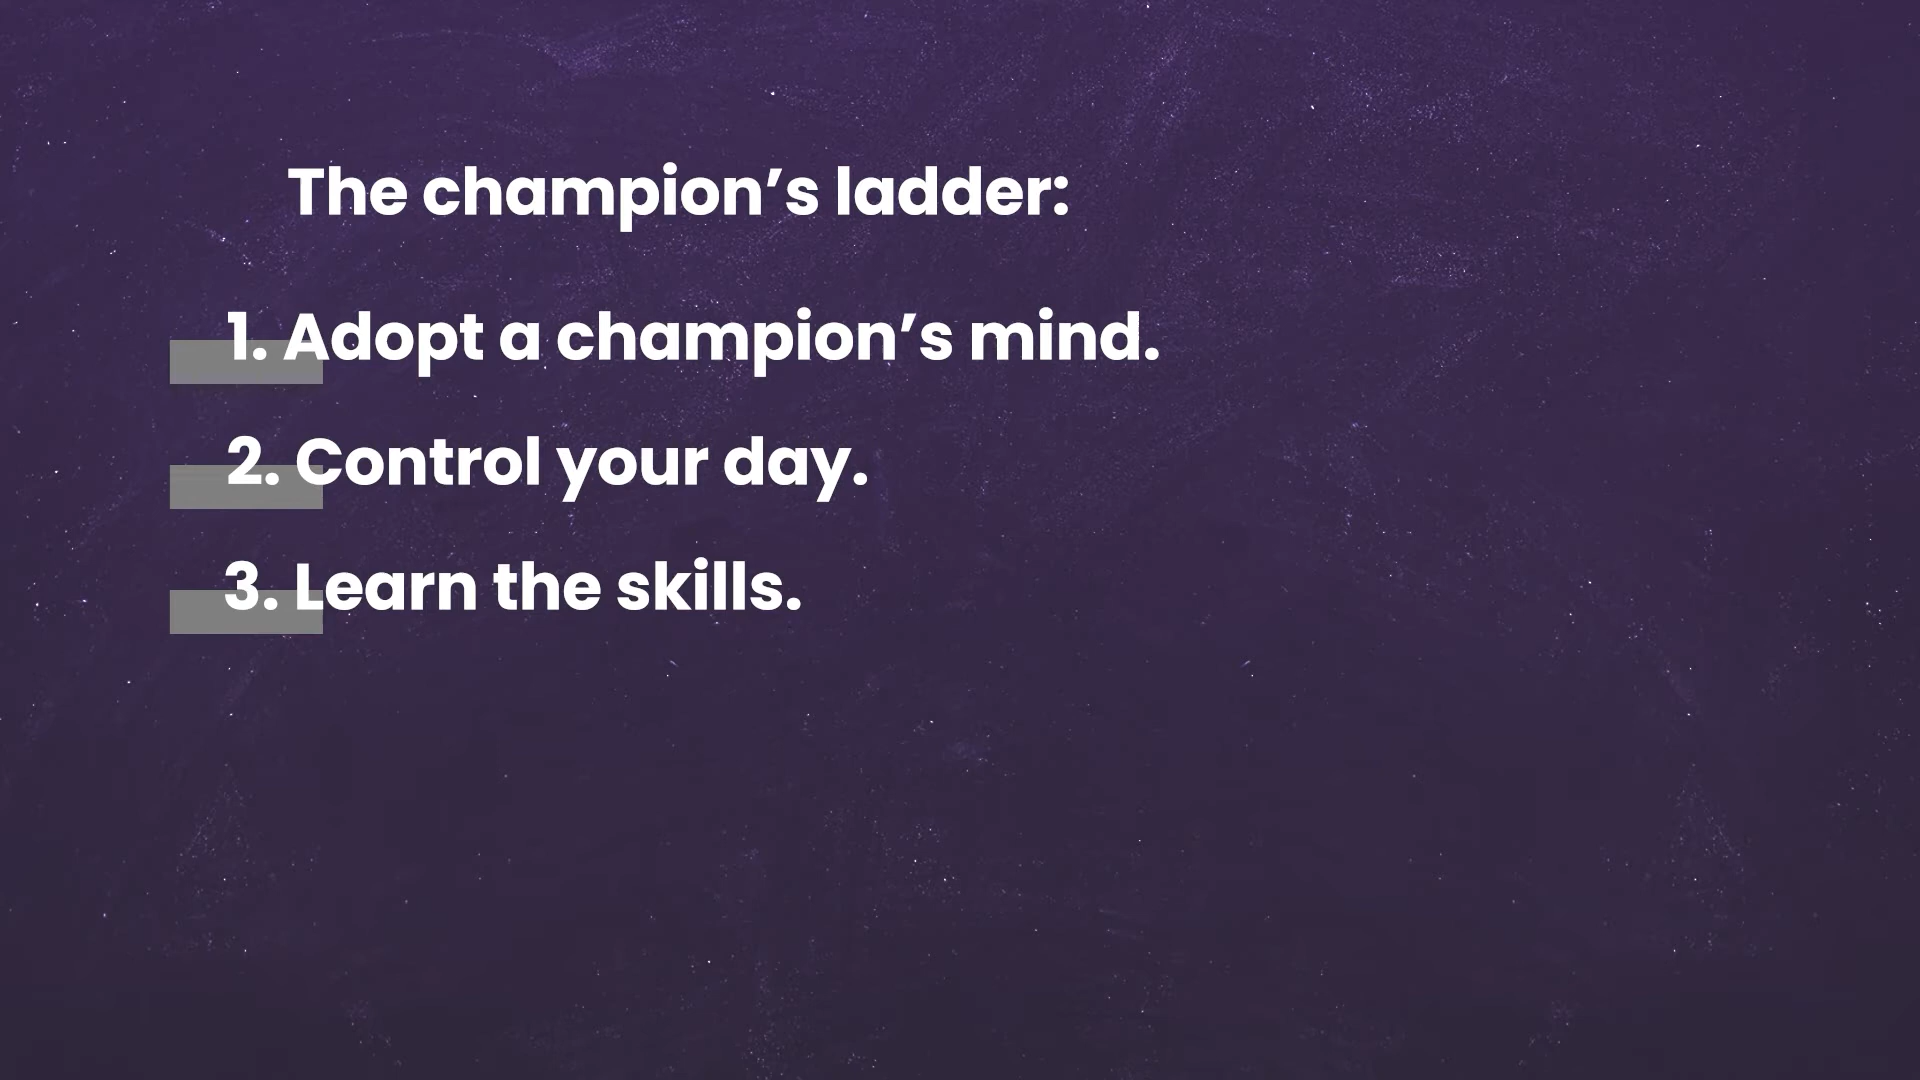 The champion’s ladder:
1. Adopt a champion’s mind.
2. Control your day.
3. Learn the skills.